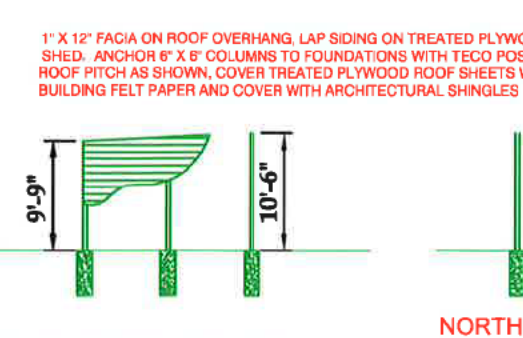 1" X 12" FACIA ON ROOF OVERHANG, LAP SIDING ON TREATED
SHED. ANCHOR 6" X 6" COLUMNS TO FOUNDATIONS WITH TECO
ROOF PITCH AS SHOWN, COVER TREATED PLYWOOD ROOF SHEETS
BUILDING FELT PAPER AND COVER WITH ARCHITECTURAL SHINGLES
9'-9"
10'-6"
NORTH